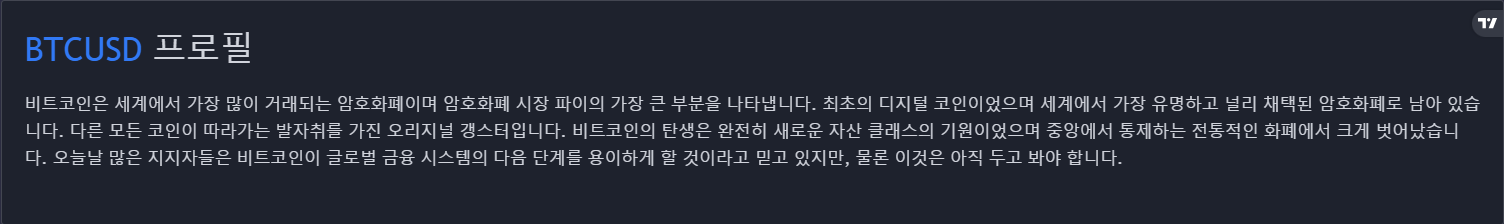 BTCUSD 프로필
비트코인은 세계에서 가장 많이 거래되는 암호화폐이며 암호화폐 시장 파이의 가장 큰 부분을 나타냅니다. 최초의 디지털 코인이었으며 세계에서 가장 유명하고 널리 채택된 암호화폐로 남아 있습
니다. 다른 모든 코인이 따라가는 발자취를 가진 오리지널 갱스터입니다. 비트코인의 탄생은 완전히 새로운 자산 클래스의 기원이었으며 중앙에서 통제하는 전통적인 화폐에서 크게 벗어났습니
다. 오늘날 많은 지지자들은 비트코인이 글로벌 금융 시스템의 다음 단계를 용이하게 할 것이라고 믿고 있지만, 물론 이것은 아직 두고 봐야 합니다.